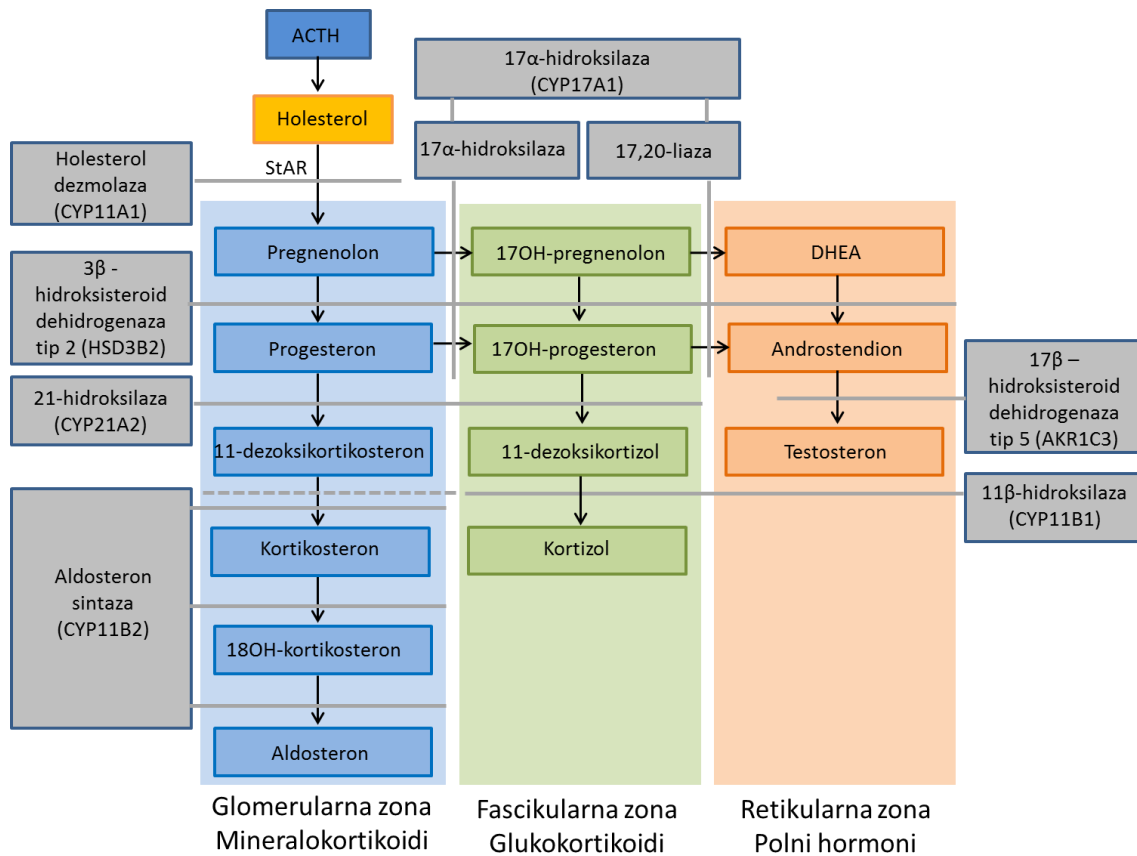 ACTH
17α-hidroksilaza
(CYP17A1)
Holesterol
17α-hidroksilaza
17,20-liaza
Holesterol
dezmolaza
(CYP11A1)
StAR
Pregnenolon
17OH-pregnenolon
DHEA
3β -
hidroksisteroid
dehidrogenaza
tip 2 (HSD3B2)
Progesteron
17OH-progesteron
Androstendion
17β –
hidroksisteroid
dehidrogenaza
tip 5 (AKR1C3)
21-hidroksilaza
(CYP21A2)
11-dezoksikortikosteron
11-dezoksikortizol
Testosteron
11β-hidroksilaza
(CYP11B1)
Kortikosteron
Kortizol
Aldosteron
sintaza
(CYP11B2)
18OH-kortikosteron
Aldosteron
Glomerularna zona
Mineralokortikoidi
Fascikularna zona
Glukokortikoidi
Retikularna zona
Polni hormoni